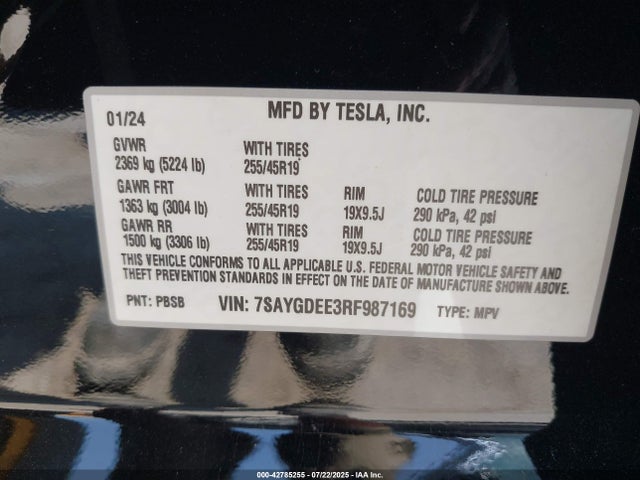 01/24 MFD BY TESLA, INC.
GVWR WITH TIRES
2369 kg (5224 lb) 255/45R19
GAWR FRT WITH TIRES RIM COLD TIRE PRESSURE
1363 kg (3004 lb) 255/45R19 19X9.5J 290 kPa, 42 psi
GAWR RR WITH TIRES RIM COLD TIRE PRESSURE
1500 kg (3306 lb) 255/45R19 19X9.5J 290 kPa, 42 psi
THIS VEHICLE CONFORMS TO ALL APPLICABLE U.S. FEDERAL MOTOR VEHICLE SAFETY AND
THEFT PREVENTION STANDARDS IN EFFECT ON THE DATE OF MANUFACTURE SHOWN ABOVE.
PNT: PBSB VIN: 7SAYGDEE3RF987169 TYPE: MPV
000-42785255 - 07/22/2025 - IAA Inc.